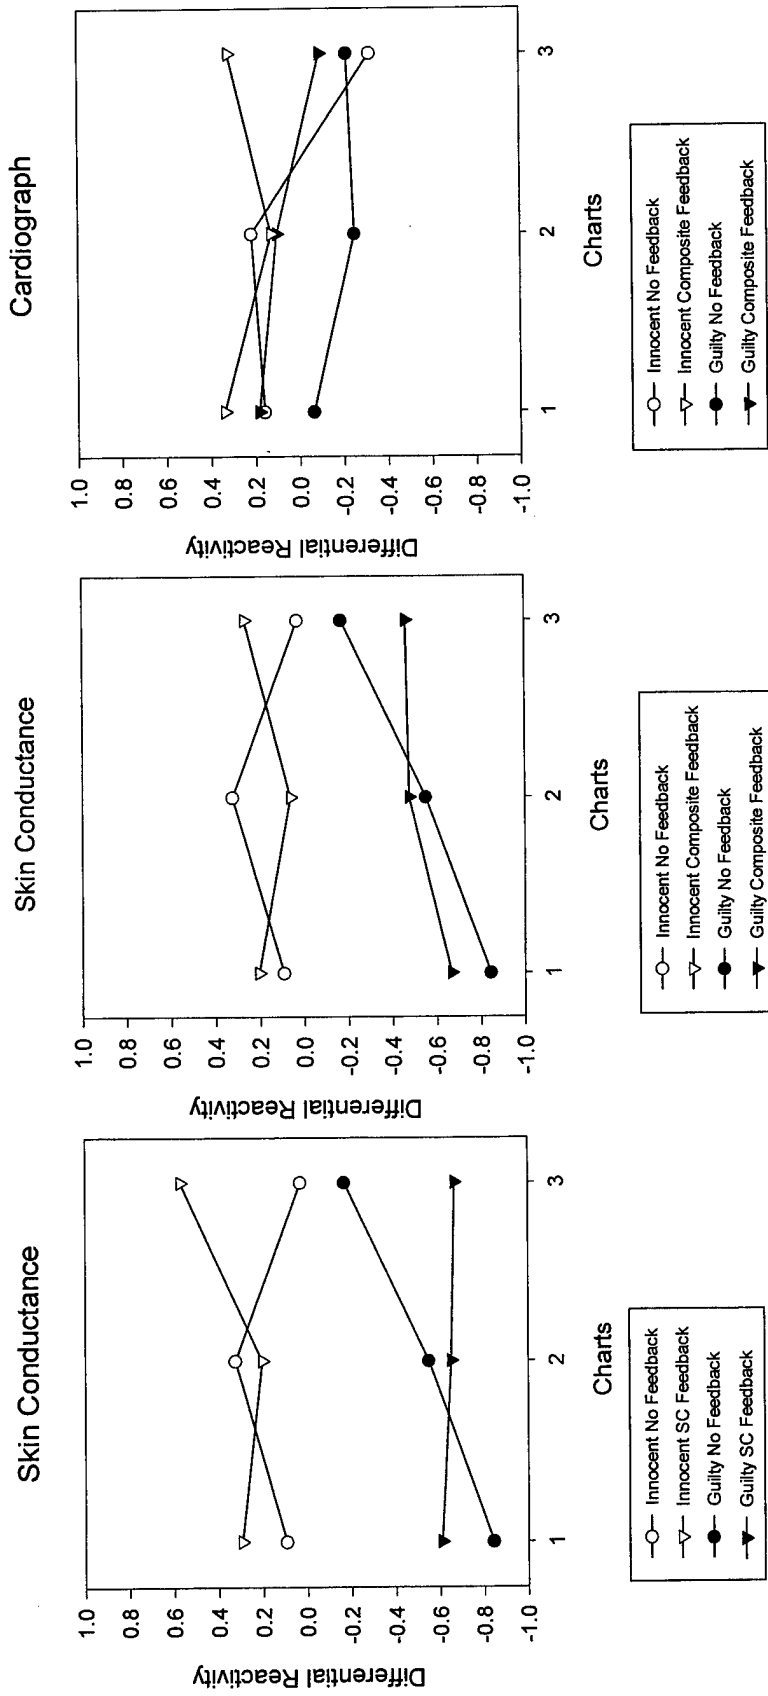 Cardiograph
Differential Reactivity
1.0
0.8
0.6
0.4
0.2
0.0
-0.2
-0.4
-0.6
-0.8
-1.0
1
2
3
Charts
Innocent No Feedback
Innocent Composite Feedback
Guilty No Feedback
Guilty Composite Feedback
Skin Conductance
Differential Reactivity
1.0
0.8
0.6
0.4
0.2
0.0
-0.2
-0.4
-0.6
-0.8
-1.0
1
2
3
Charts
Innocent No Feedback
Innocent Composite Feedback
Guilty No Feedback
Guilty Composite Feedback
Skin Conductance
Differential Reactivity
1.0
0.8
0.6
0.4
0.2
0.0
-0.2
-0.4
-0.6
-0.8
-1.0
1
2
3
Charts
Innocent No Feedback
Innocent SC Feedback
Guilty No Feedback
Guilty SC Feedback